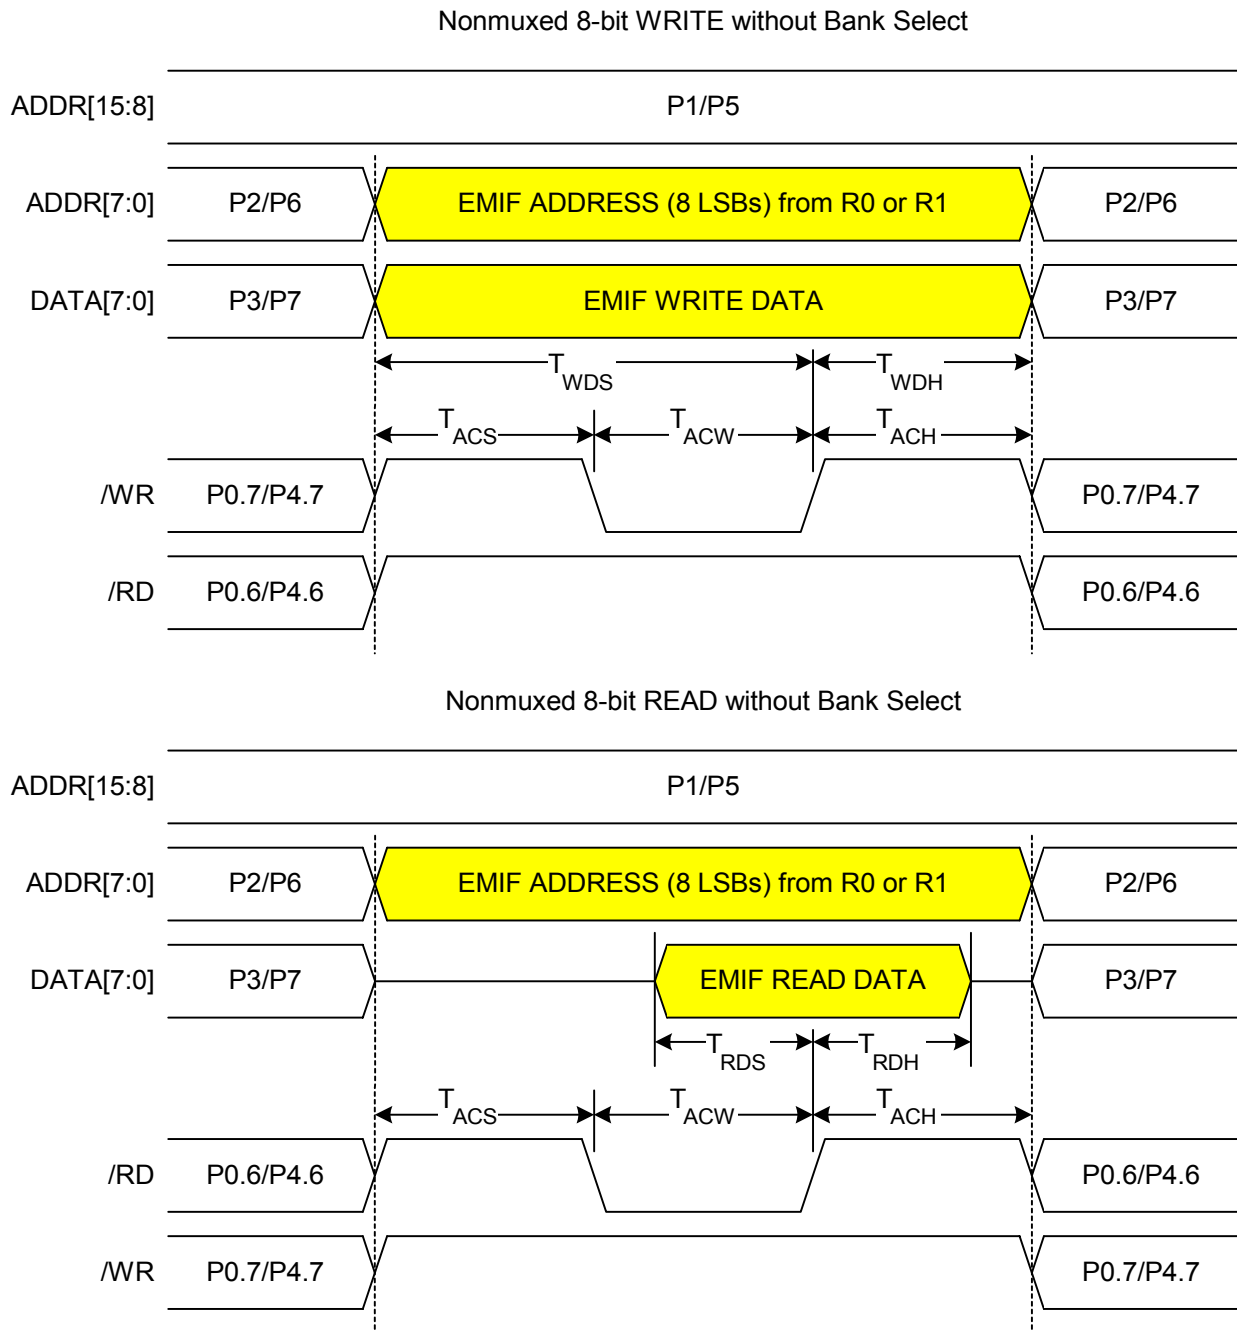 Nonmuxed 8-bit WRITE without Bank Select
ADDR[15:8] P1/P5
ADDR[7:0] P2/P6 EMIF ADDRESS (8 LSBs) from R0 or R1 P2/P6
DATA[7:0] P3/P7 EMIF WRITE DATA P3/P7
TWDS TWDH
TACS TACW TACH
/WR P0.7/P4.7 P0.7/P4.7
/RD P0.6/P4.6 P0.6/P4.6
Nonmuxed 8-bit READ without Bank Select
ADDR[15:8] P1/P5
ADDR[7:0] P2/P6 EMIF ADDRESS (8 LSBs) from R0 or R1 P2/P6
DATA[7:0] P3/P7 EMIF READ DATA P3/P7
TRDS TRDH
TACS TACW TACH
/RD P0.6/P4.6 P0.6/P4.6
/WR P0.7/P4.7 P0.7/P4.7